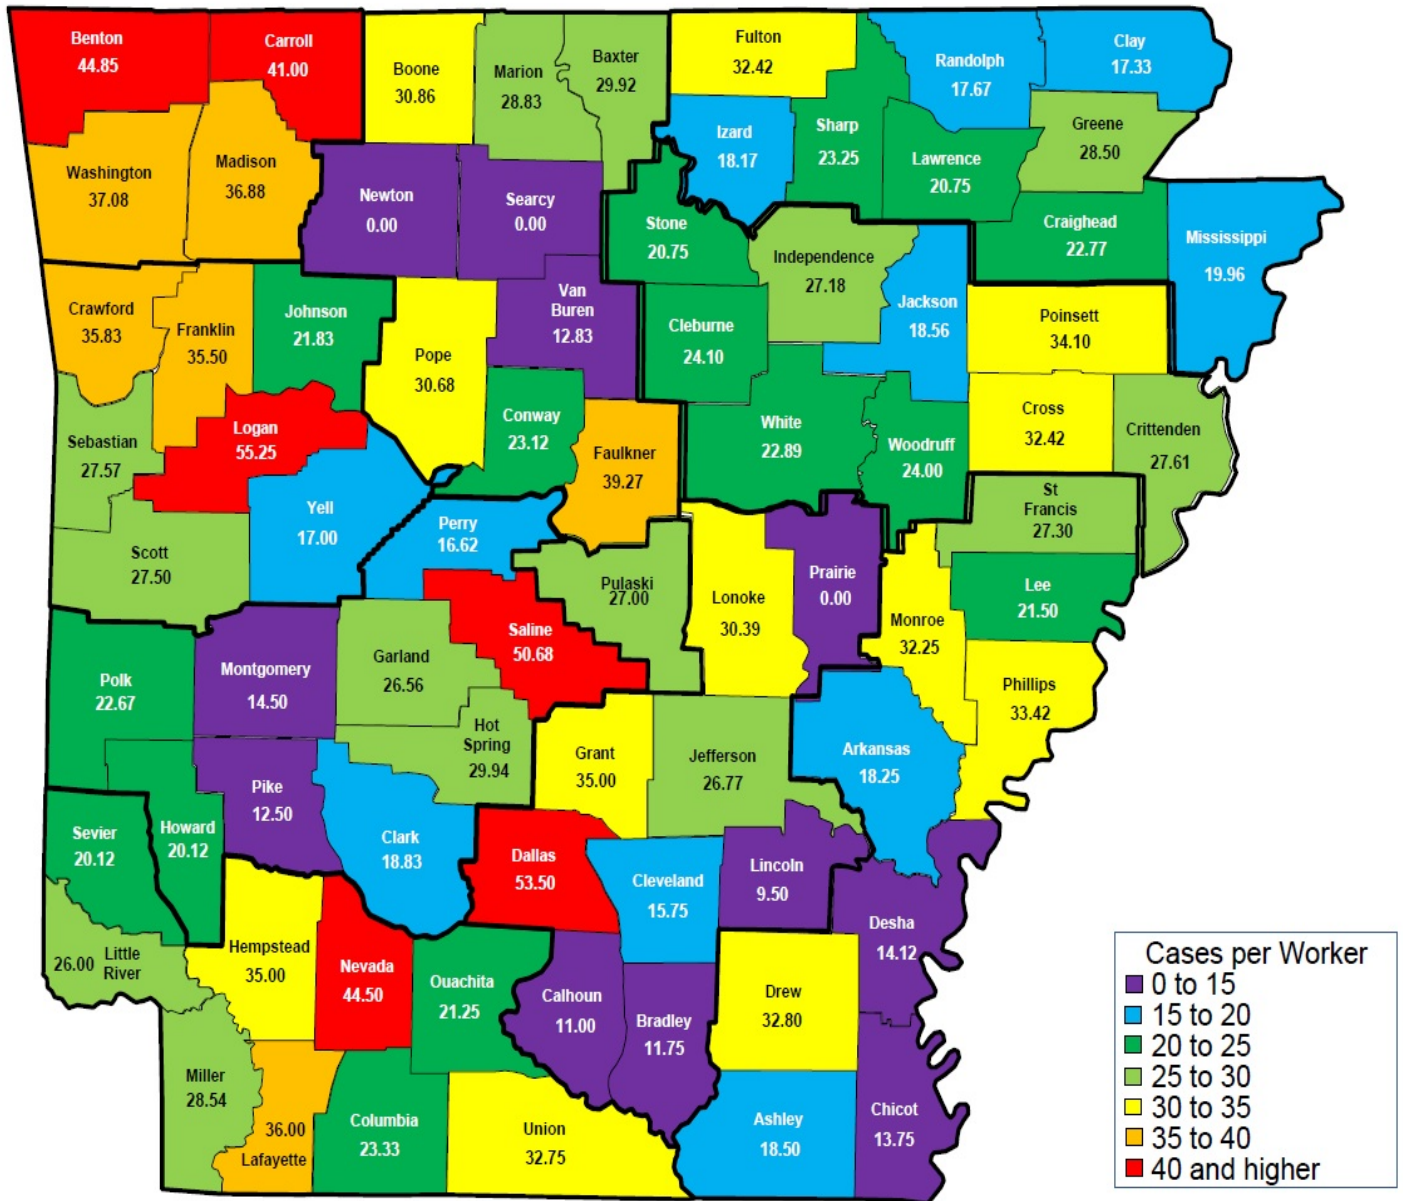 Benton
44.85
Carroll
41.00
Boone
30.86
Marion
28.83
Baxter
29.92
Fulton
32.42
Randolph
17.67
Clay
17.33
Izard
18.17
Sharp
23.25
Lawrence
20.75
Greene
28.50
Washington
37.08
Madison
36.88
Newton
0.00
Searcy
0.00
Stone
20.75
Independence
27.18
Craighead
22.77
Mississippi
19.96
Crawford
35.83
Franklin
35.50
Johnson
21.83
Pope
30.68
Van
Buren
12.83
Cleburne
24.10
Jackson
18.56
Poinsett
34.10
Sebastian
27.57
Logan
55.25
Conway
23.12
Faulkner
39.27
White
22.89
Woodruff
24.00
Cross
32.42
Crittenden
27.61
Scott
27.50
Yell
17.00
Perry
16.62
Pulaski
27.00
Lonoke
30.39
Prairie
0.00
Monroe
32.25
St
Francis
27.30
Lee
21.50
Polk
22.67
Montgomery
14.50
Garland
26.56
Saline
50.68
Phillips
33.42
Hot
Spring
29.94
Grant
35.00
Jefferson
26.77
Arkansas
18.25
Pike
12.50
Sevier
20.12
Howard
20.12
Clark
18.83
Dallas
53.50
Cleveland
15.75
Lincoln
9.50
Desha
14.12
26.00 Little
River
Hempstead
35.00
Nevada
44.50
Ouachita
21.25
Calhoun
11.00
Bradley
11.75
Drew
32.80
Miller
28.54
36.00
Lafayette
Columbia
23.33
Union
32.75
Ashley
18.50
Chicot
13.75
Cases per Worker
0 to 15
15 to 20
20 to 25
25 to 30
30 to 35
35 to 40
40 and higher